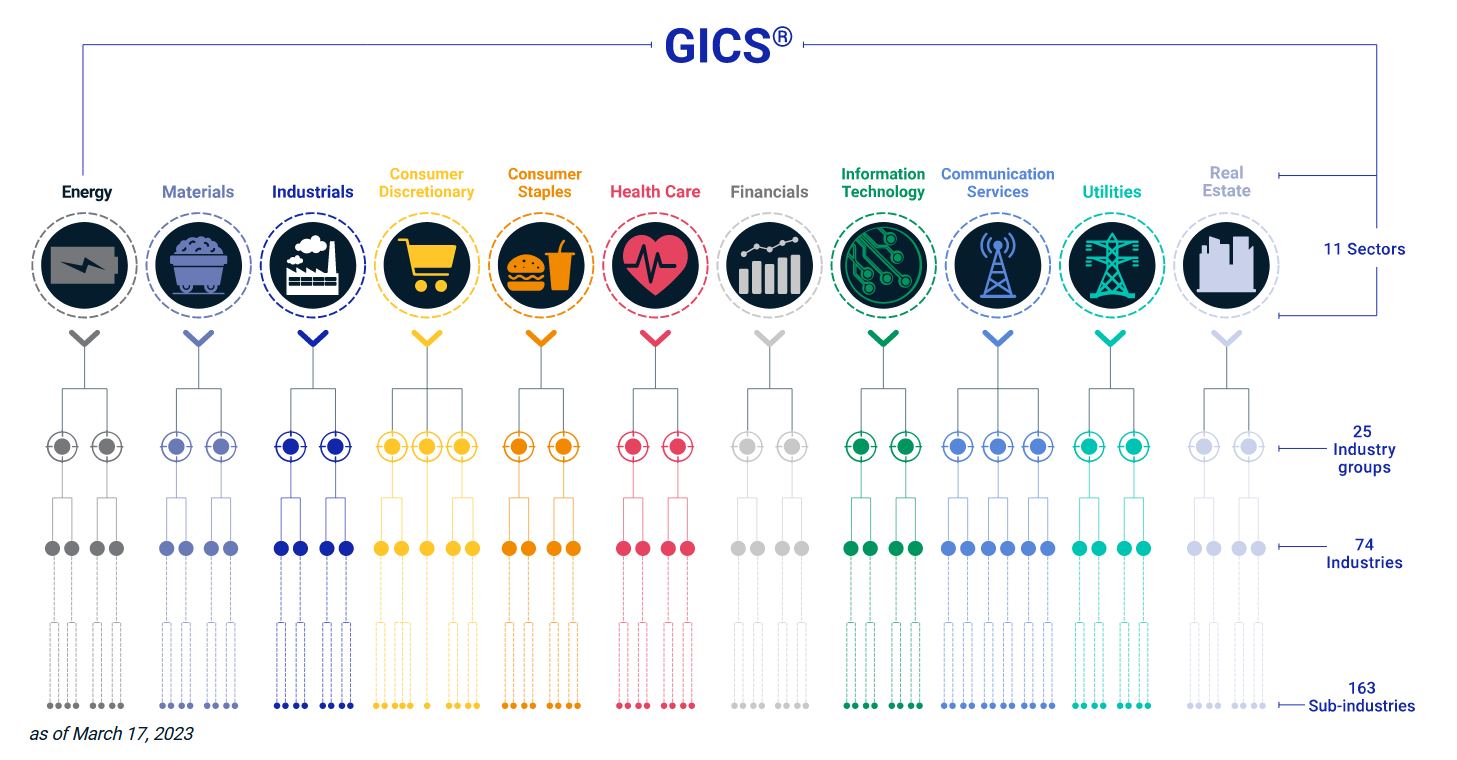 GICS®
Energy
Materials
Industrials
Consumer
Discretionary
Consumer
Staples
Health Care
Financials
Information
Technology
Communication
Services
Utilities
Real
Estate
11 Sectors
25
Industry
groups
74
Industries
163
Sub-industries
as of March 17, 2023